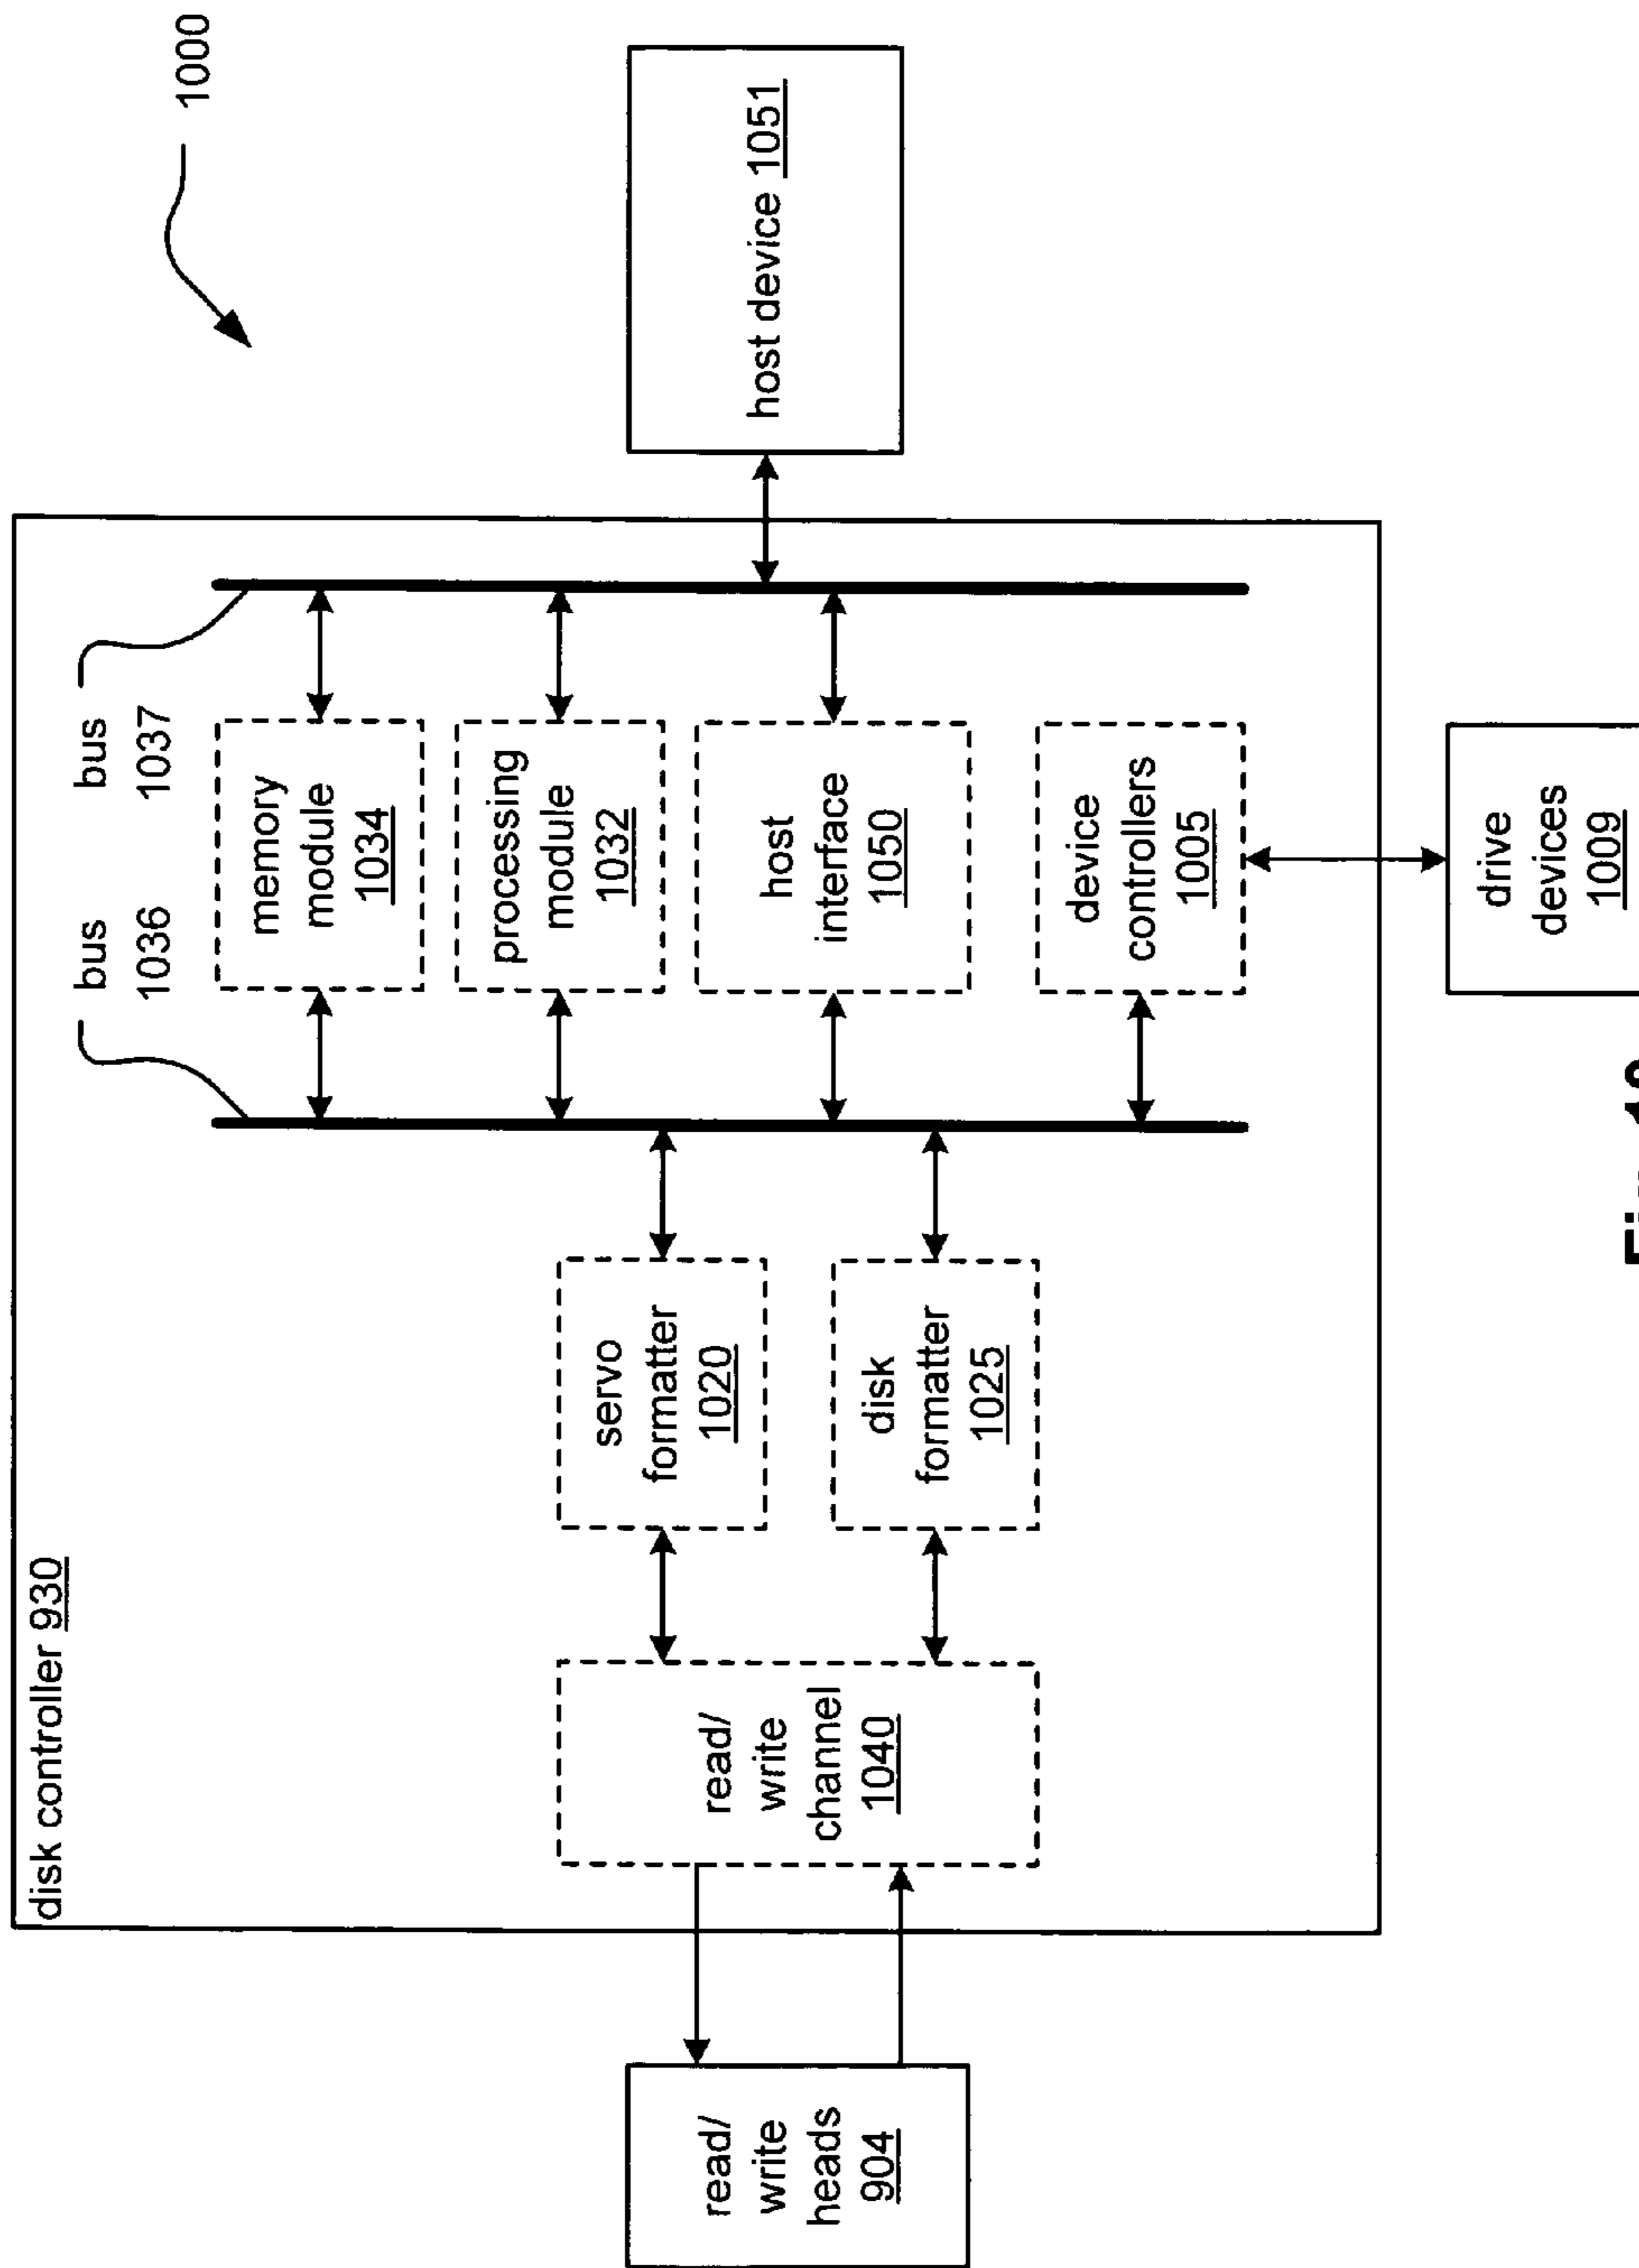 1000
disk controller 930
bus
1036
bus
1037
memory
module
1034
processing
module
1032
host
interface
1050
device
controllers
1005
servo
formatter
1020
disk
formatter
1025
read/
write
channel
1040
read/
write
heads
904
host device 1051
drive
devices
1009